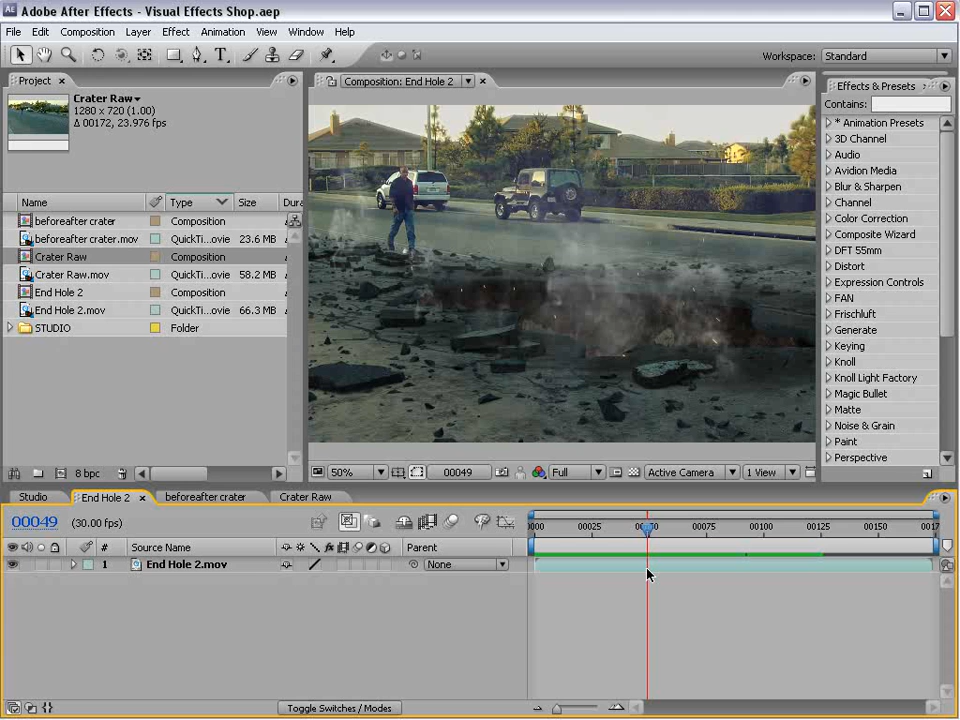 Adobe After Effects - Visual Effects Shop.aep
File Edit Composition Layer Effect Animation View Window Help
Workspace: Standard
Project
Crater Raw
1280 x 720 (1.00)
Δ 00172, 23.976 fps
Name Type Size Dura
beforeafter crater Composition
beforeafter crater.mov QuickTi...ovie 23.6 MB
Crater Raw Composition
Crater Raw.mov QuickTi...ovie 58.2 MB
End Hole 2 Composition
End Hole 2.mov QuickTi...ovie 66.3 MB
STUDIO Folder
8 bpc
Composition: End Hole 2
50% 00049 Full Active Camera 1 View
Effects & Presets
Contains:
* Animation Presets
3D Channel
Audio
Avidion Media
Blur & Sharpen
Channel
Color Correction
Composite Wizard
DFT 55mm
Distort
Expression Controls
FAN
Frischluft
Generate
Keying
Knoll
Knoll Light Factory
Magic Bullet
Matte
Noise & Grain
Paint
Perspective
Studio End Hole 2 beforeafter crater Crater Raw
00049 (30.00 fps)
0000 00025 00050 00075 00100 00125 00150 0017
# Source Name Parent
1 End Hole 2.mov None
Toggle Switches / Modes